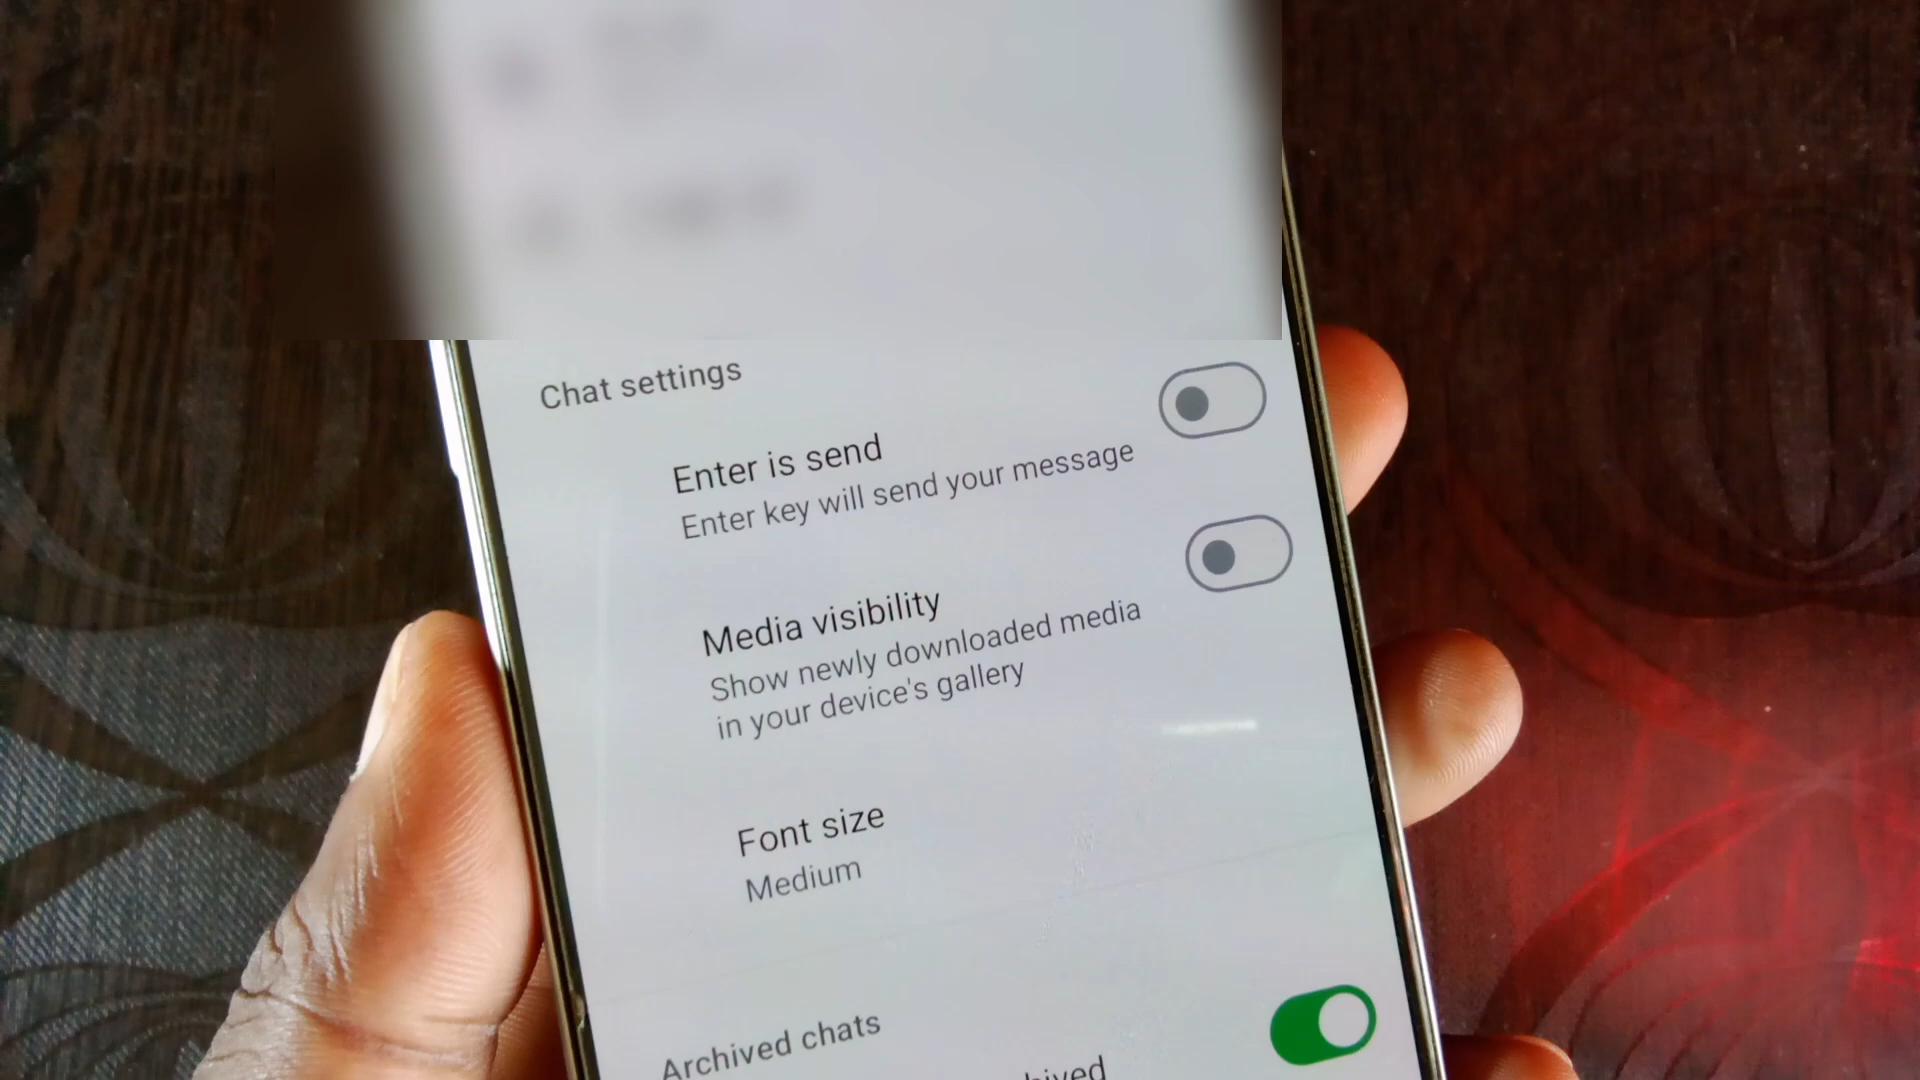 Chat settings
Enter is send
Enter key will send your message
Media visibility
Show newly downloaded media
in your device's gallery
Font size
Medium
Archived chats